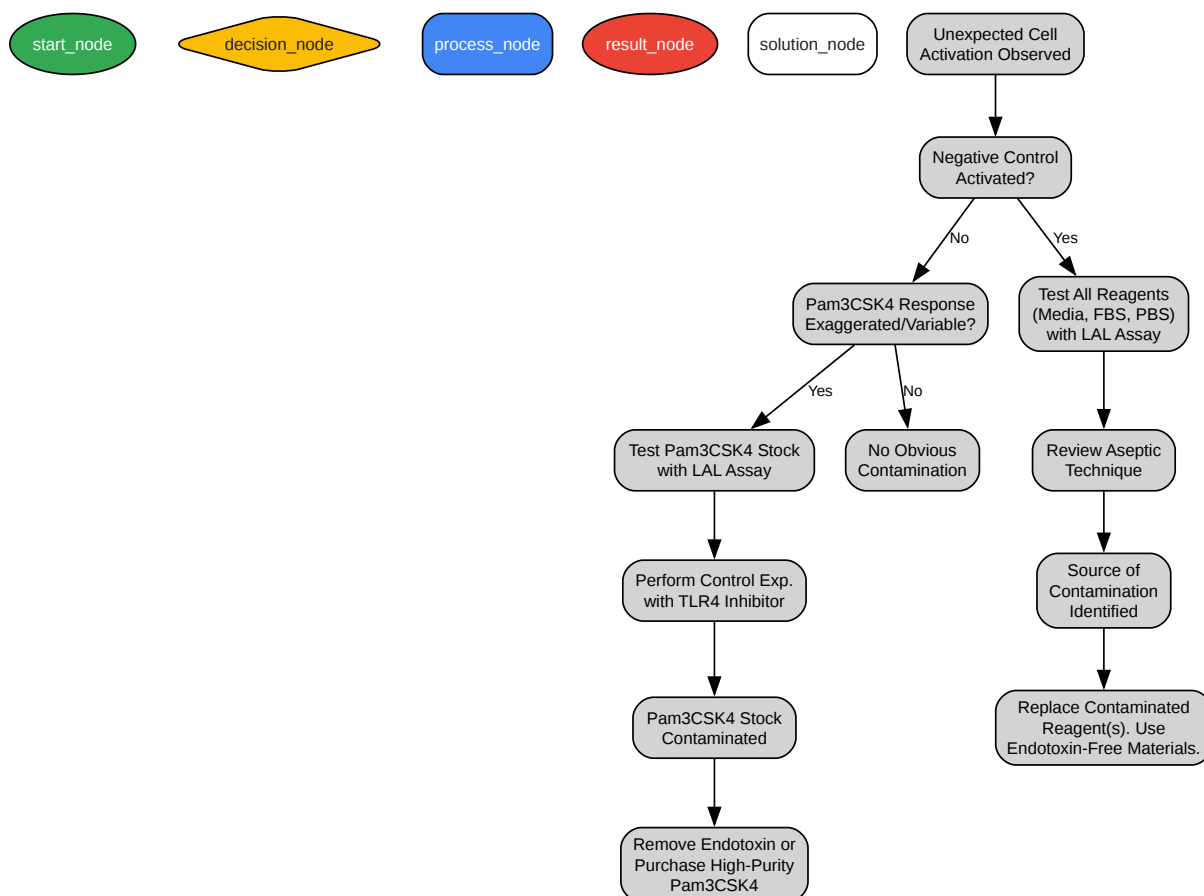 start_node
decision_node
process_node
result_node
solution_node
Unexpected Cell
Activation Observed
Negative Control
Activated?
No
Yes
Pam3CSK4 Response
Exaggerated/Variable?
Test All Reagents
(Media, FBS, PBS)
with LAL Assay
Yes
No
Test Pam3CSK4 Stock
with LAL Assay
No Obvious
Contamination
Review Aseptic
Technique
Perform Control Exp.
with TLR4 Inhibitor
Source of
Contamination
Identified
Pam3CSK4 Stock
Contaminated
Replace Contaminated
Reagent(s). Use
Endotoxin-Free Materials.
Remove Endotoxin or
Purchase High-Purity
Pam3CSK4